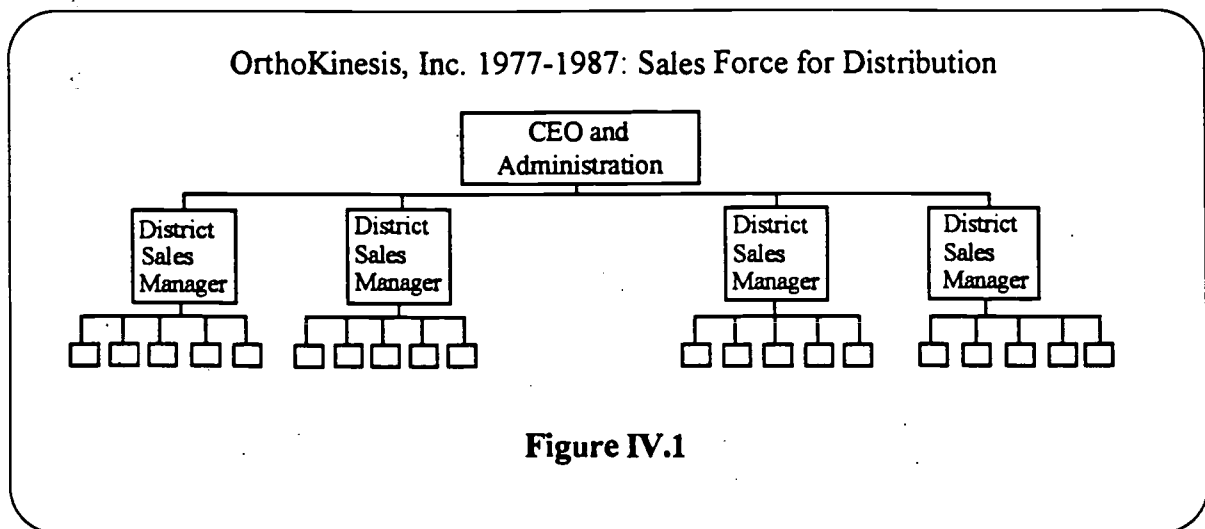 OrthoKinesis, Inc. 1977-1987: Sales Force for Distribution
CEO and
Administration
District
Sales
Manager
District
Sales
Manager
District
Sales
Manager
District
Sales
Manager
Figure IV.1